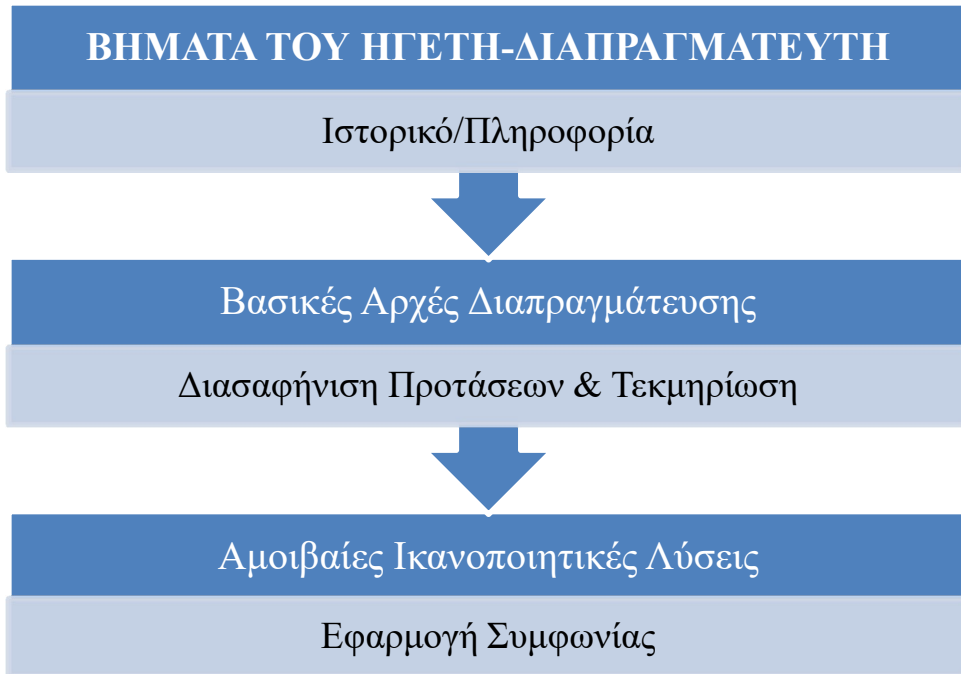 ΒΗΜΑΤΑ ΤΟΥ ΗΓΕΤΗ-ΔΙΑΠΡΑΓΜΑΤΕΥΤΗ
Ιστορικό/Πληροφορία
Βασικές Αρχές Διαπραγμάτευσης
Διασαφήνιση Προτάσεων & Τεκμηρίωση
Αμοιβαίες Ικανοποιητικές Λύσεις
Εφαρμογή Συμφωνίας